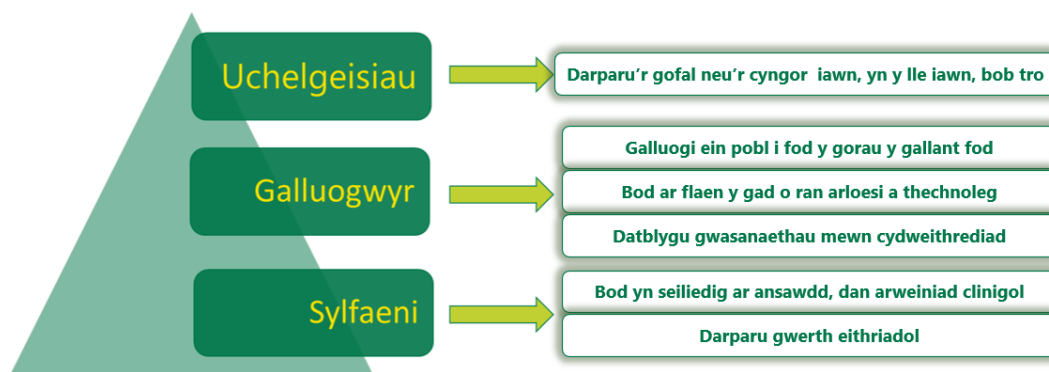 Uchelgeisiau
Darparu’r gofal neu’r cyngor iawn, yn y lle iawn, bob tro
Galluogwyr
Galluogi ein pobl i fod y gorau y gallant fod
Bod ar flaen y gad o ran arloesi a thechnoleg
Datblygu gwasanaethau mewn cydweithrediad
Sylfaeni
Bod yn seiliedig ar ansawdd, dan arweiniad clinigol
Darparu gwerth eithriadol